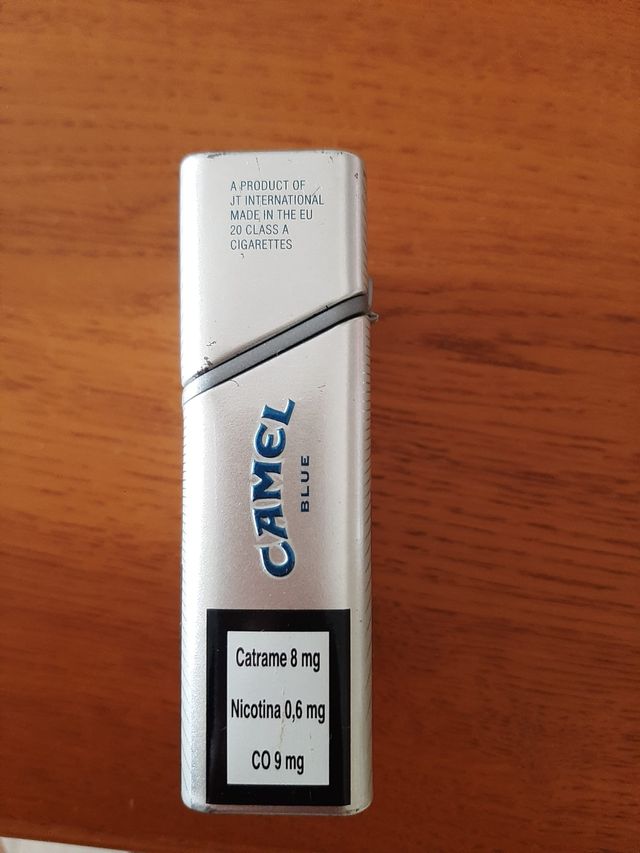 A PRODUCT OF
JT INTERNATIONAL
MADE IN THE EU
20 CLASS A
CIGARETTES
CAMEL
BLUE
Catrame 8 mg
Nicotina 0,6 mg
CO 9 mg